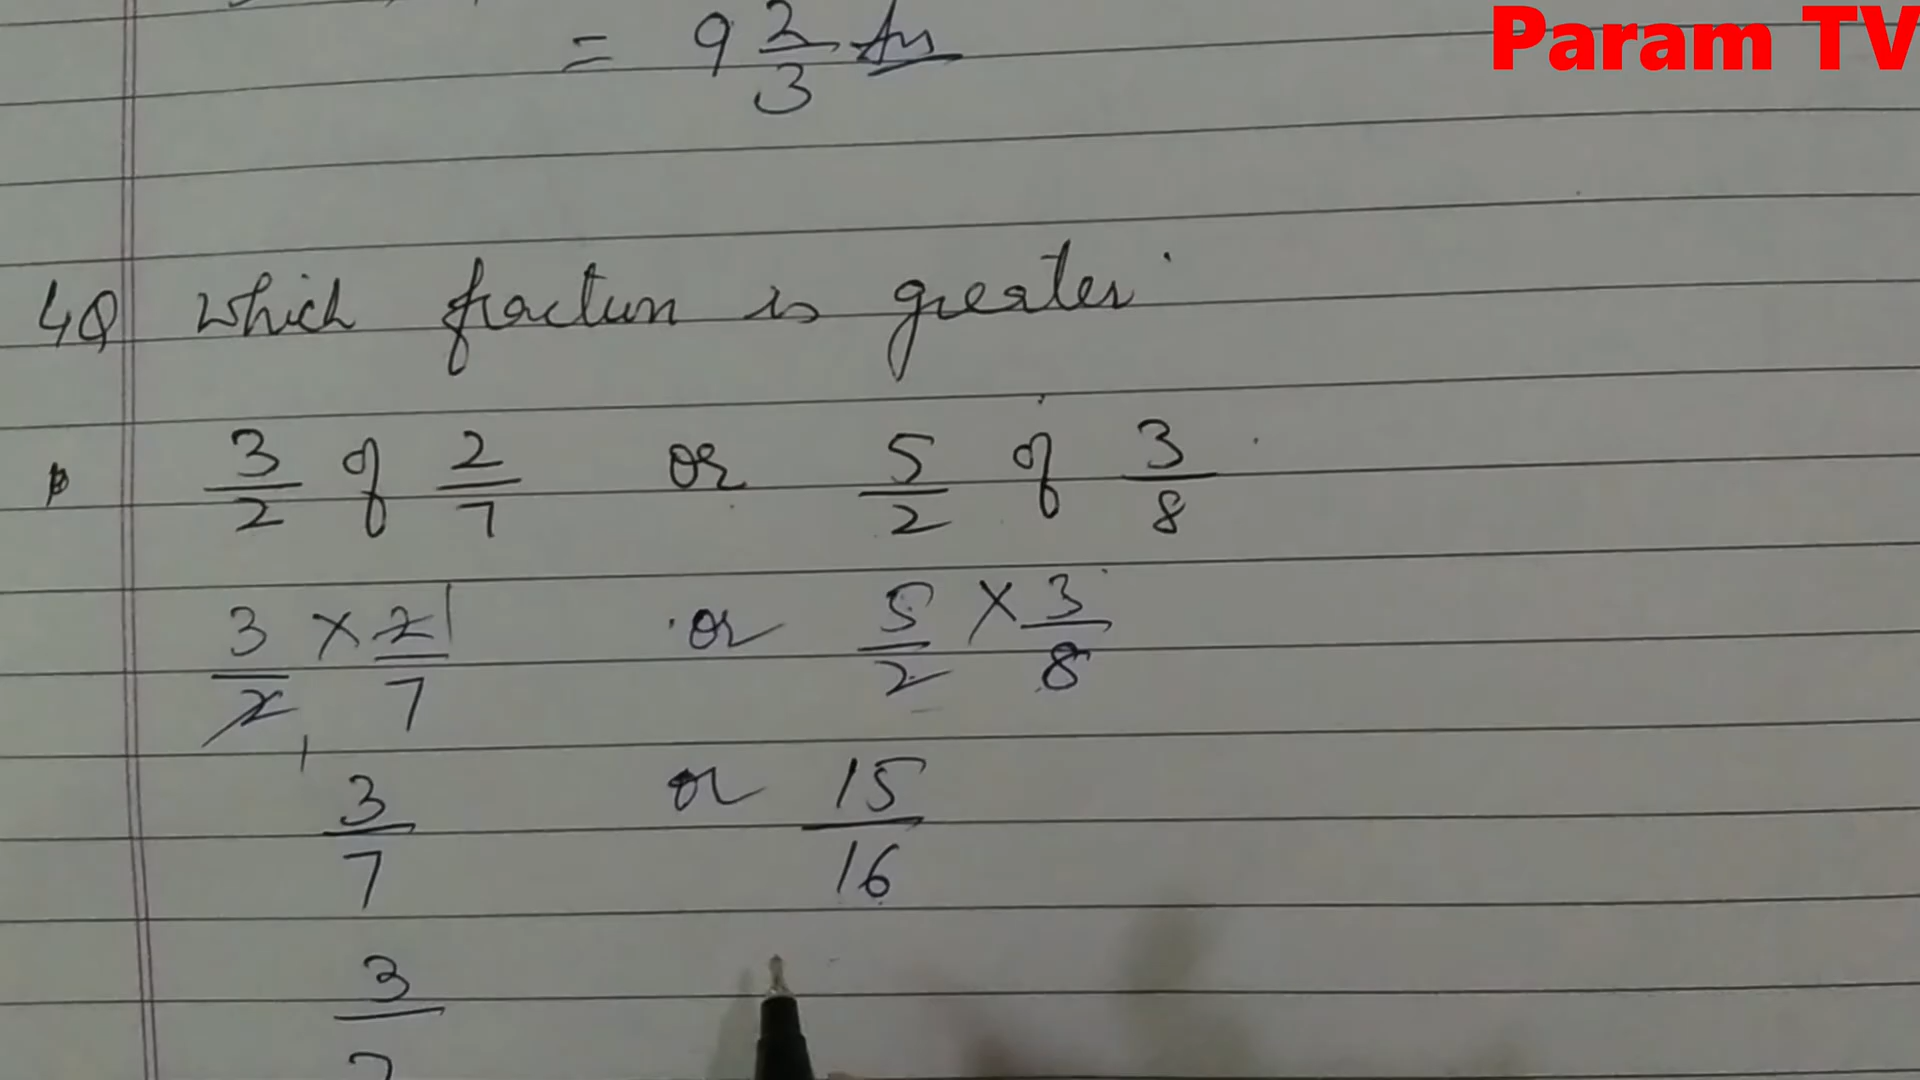 Param TV
= 9 2/3 Ans
4Q Which fraction is greater
3/2 of 2/7 or 5/2 of 3/8
3/2 × 2/7 1 or 5/2 × 3/8
1
3/7 or 15/16
3/7